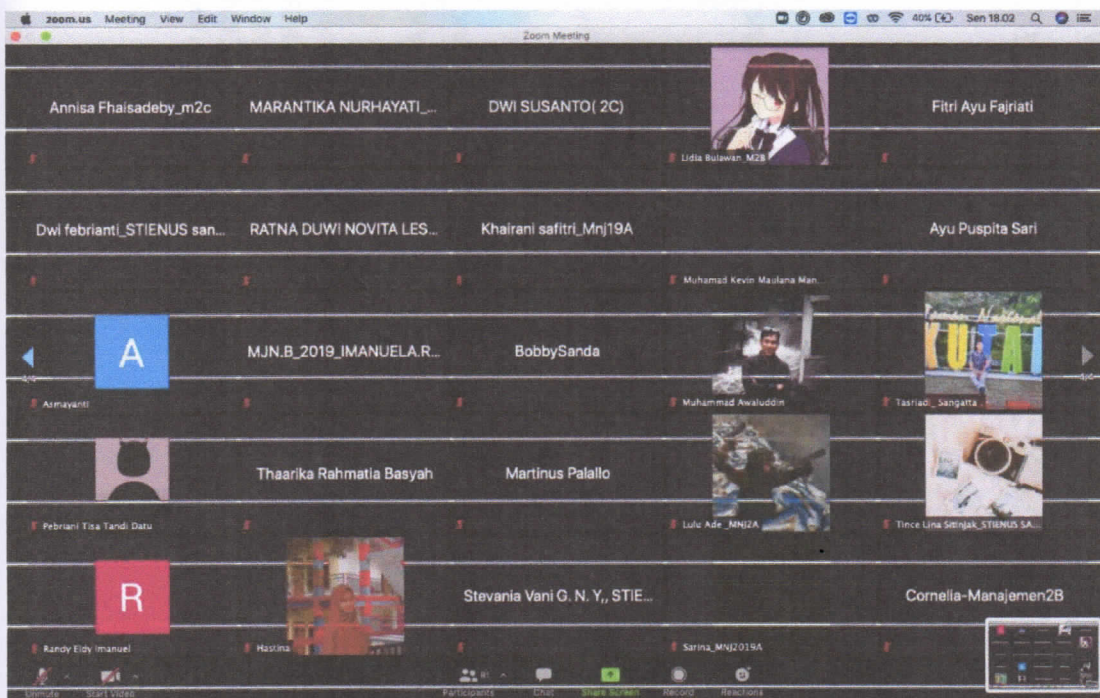 zoom.us Meeting View Edit Window Help 40% Sen 18.02
Zoom Meeting
Annisa Fhaisadeby_m2c MARANTIKA NURHAYATI_... DWI SUSANTO( 2C) Fitri Ayu Fajriati
Lidia Bulawan_M2B
Dwi febrianti_STIENUS san... RATNA DUWI NOVITA LES... Khairani safitri_Mnj19A Ayu Puspita Sari
Muhamad Kevin Maulana Man...
A MJN.B_2019_IMANUELA.R... BobbySanda
Asmayanti Muhammad Awaluddin Tasriadi_ Sangatta
Thaarika Rahmatia Basyah Martinus Palallo
Pebriani Tisa Tandi Datu Lulu Ade _MNJ2A Tince Lina Sitinjak_STIENUS SA...
R Stevania Vani G. N. Y,, STIE... Cornelia-Manajemen2B
Randy Eldy Imanuel Hastina Sarina_MNJ2019A
Unmute Start Video Participants Chat Share Screen Record Reactions